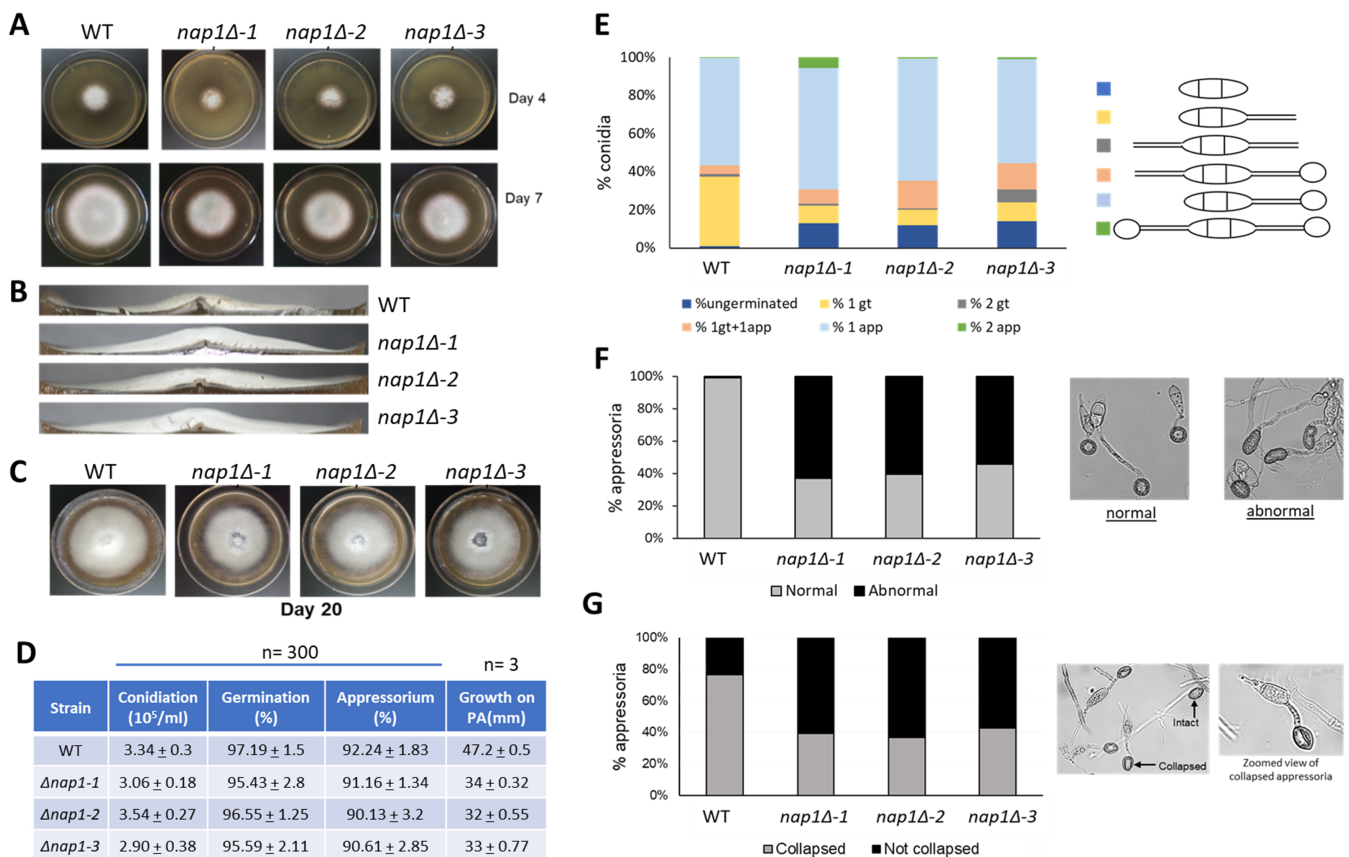 A
WT nap1Δ-1 nap1Δ-2 nap1Δ-3
Day 4
Day 7
B
WT
nap1Δ-1
nap1Δ-2
nap1Δ-3
C
WT nap1Δ-1 nap1Δ-2 nap1Δ-3
Day 20
D
n= 300 n= 3
Strain Conidiation (10⁵/ml) Germination (%) Appressorium (%) Growth on PA(mm)
WT 3.34 ± 0.3 97.19 ± 1.5 92.24 ± 1.83 47.2 ± 0.5
Δnap1-1 3.06 ± 0.18 95.43 ± 2.8 91.16 ± 1.34 34 ± 0.32
Δnap1-2 3.54 ± 0.27 96.55 ± 1.25 90.13 ± 3.2 32 ± 0.55
Δnap1-3 2.90 ± 0.38 95.59 ± 2.11 90.61 ± 2.85 33 ± 0.77
E
% conidia
100%
80%
60%
40%
20%
0%
WT nap1Δ-1 nap1Δ-2 nap1Δ-3
%ungerminated % 1 gt % 2 gt
% 1gt+1app % 1 app % 2 app
F
% appressoria
100%
80%
60%
40%
20%
0%
WT nap1Δ-1 nap1Δ-2 nap1Δ-3
Normal Abnormal
normal abnormal
G
% appressoria
100%
80%
60%
40%
20%
0%
WT nap1Δ-1 nap1Δ-2 nap1Δ-3
Collapsed Not collapsed
Intact
Collapsed
Zoomed view of
collapsed appressoria